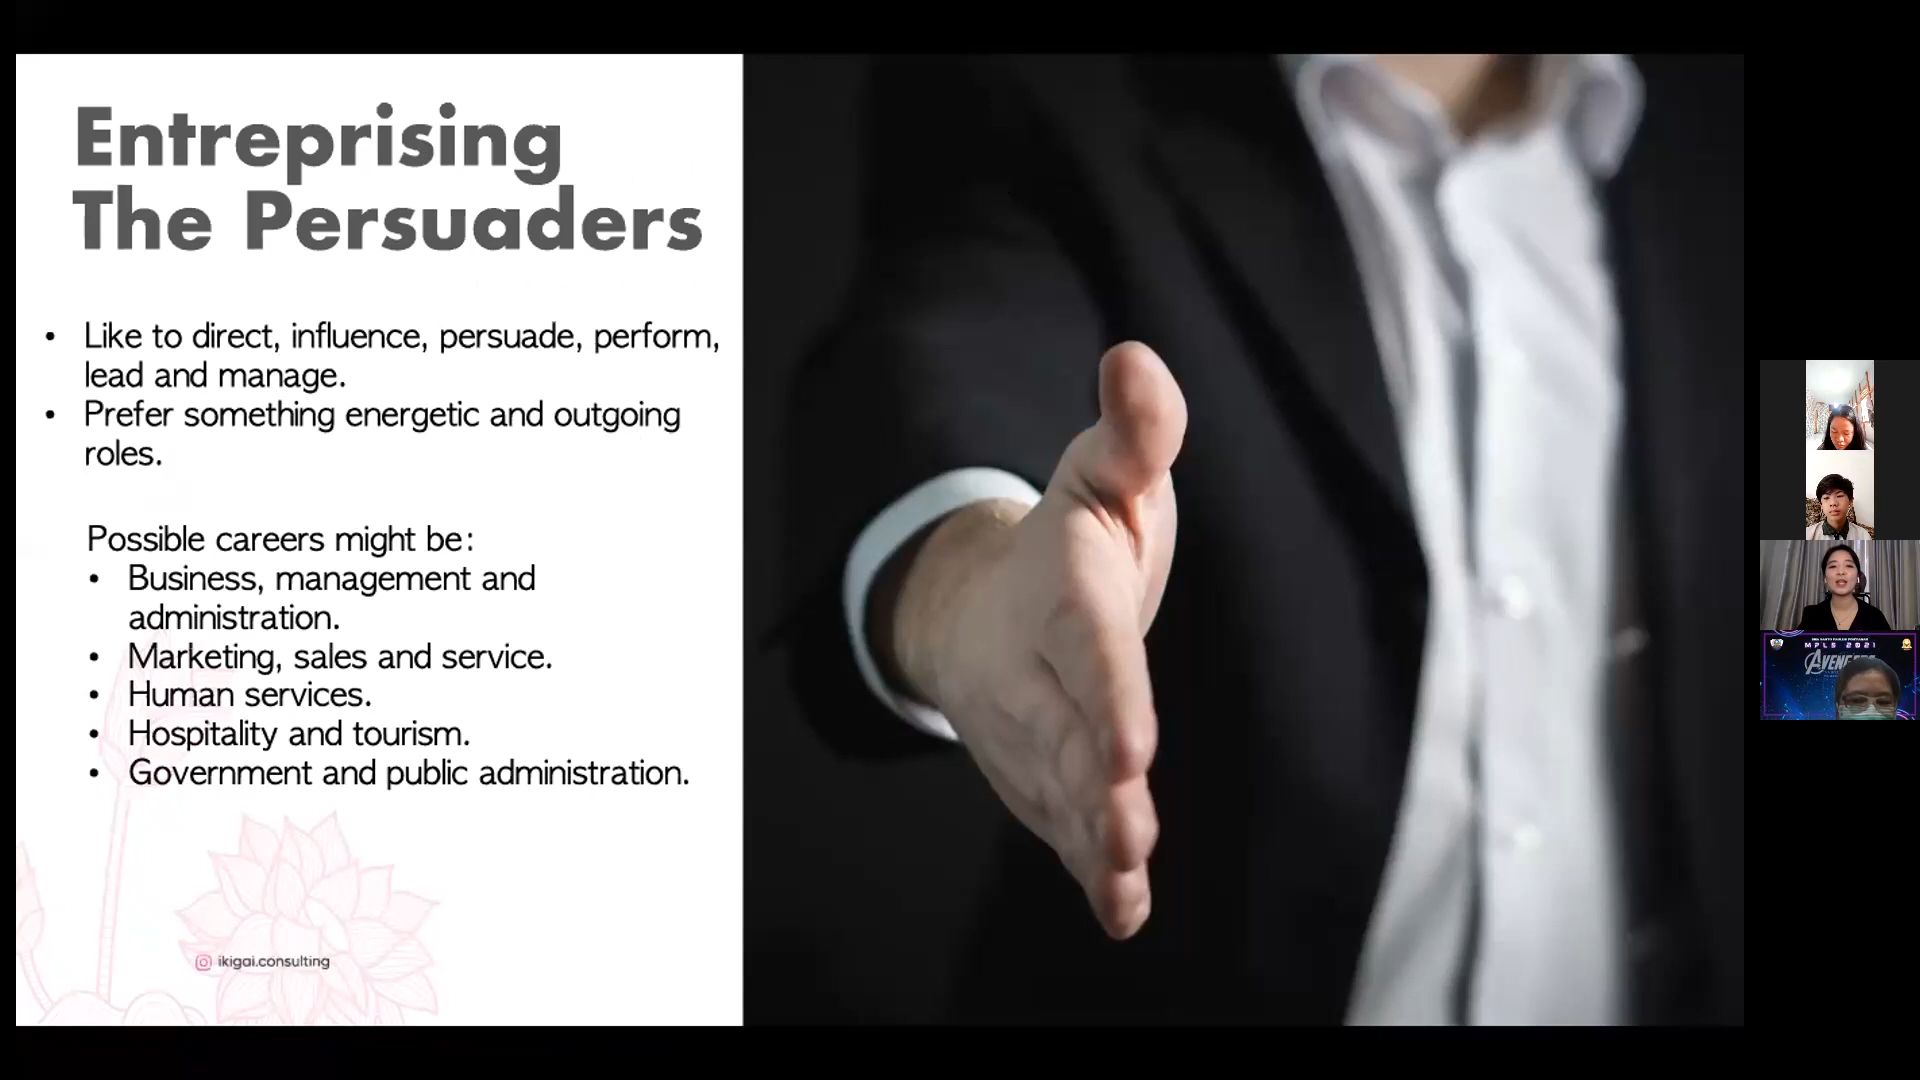 Entreprising
The Persuaders
• Like to direct, influence, persuade, perform,
lead and manage.
• Prefer something energetic and outgoing
roles.
Possible careers might be:
• Business, management and
administration.
• Marketing, sales and service.
• Human services.
• Hospitality and tourism.
• Government and public administration.
ikigai.consulting
MPLS 2021